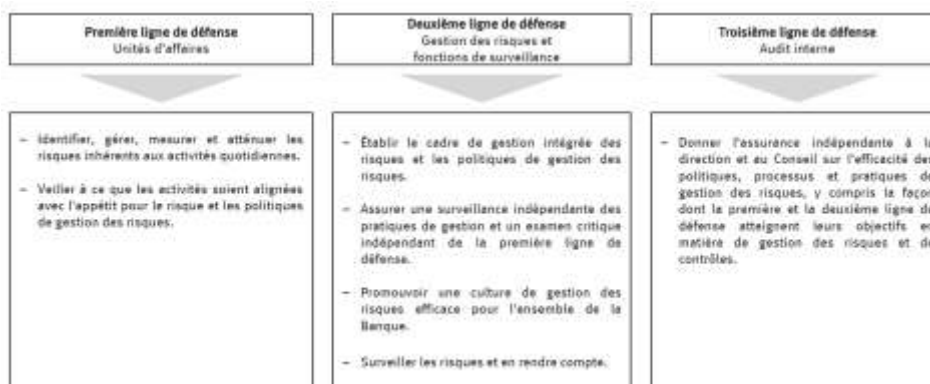 Première ligne de défense
Unités d'affaires
Deuxième ligne de défense
Gestion des risques et
fonctions de surveillance
Troisième ligne de défense
Audit interne
– Identifier, gérer, mesurer et atténuer les
risques inhérents aux activités quotidiennes.
– Veiller à ce que les activités soient alignées
avec l'appétit pour le risque et les politiques
de gestion des risques.
– Établir le cadre de gestion intégrée des
risques et les politiques de gestion des
risques.
– Assurer une surveillance indépendante des
pratiques de gestion et un examen critique
indépendant de la première ligne de
défense.
– Promouvoir une culture de gestion des
risques efficace pour l'ensemble de la
Banque.
– Surveiller les risques et en rendre compte.
– Donner l'assurance indépendante à la
direction et au Conseil sur l'efficacité des
politiques, processus et pratiques de
gestion des risques, y compris la façon
dont la première et la deuxième ligne de
défense atteignent leurs objectifs en
matière de gestion des risques et de
contrôles.